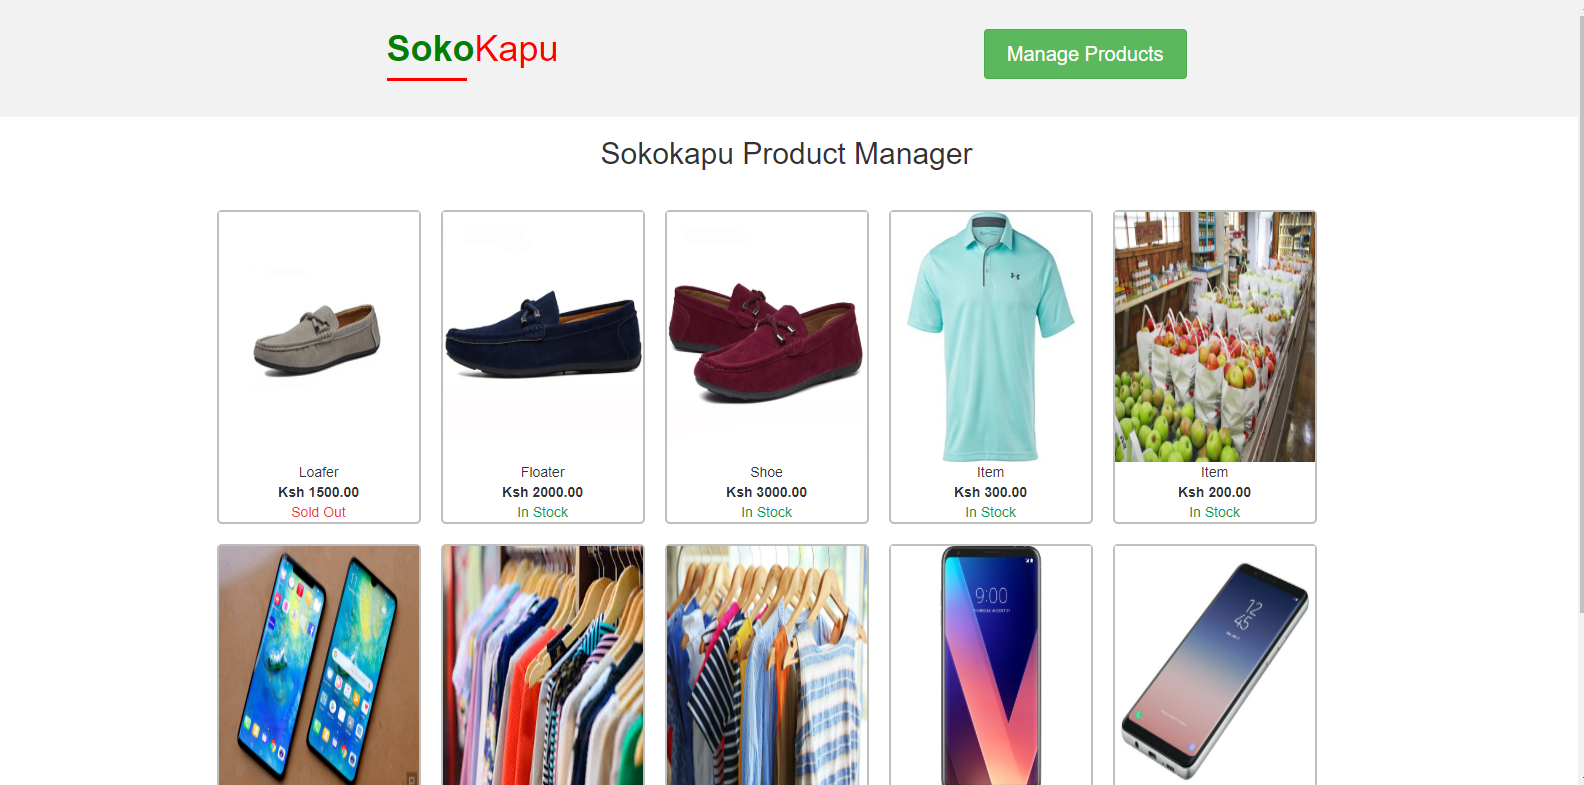 SokoKapu
Manage Products
Sokokapu Product Manager
Loafer
Ksh 1500.00
Sold Out
Floater
Ksh 2000.00
In Stock
Shoe
Ksh 3000.00
In Stock
Item
Ksh 300.00
In Stock
Item
Ksh 200.00
In Stock
9:00
12
45